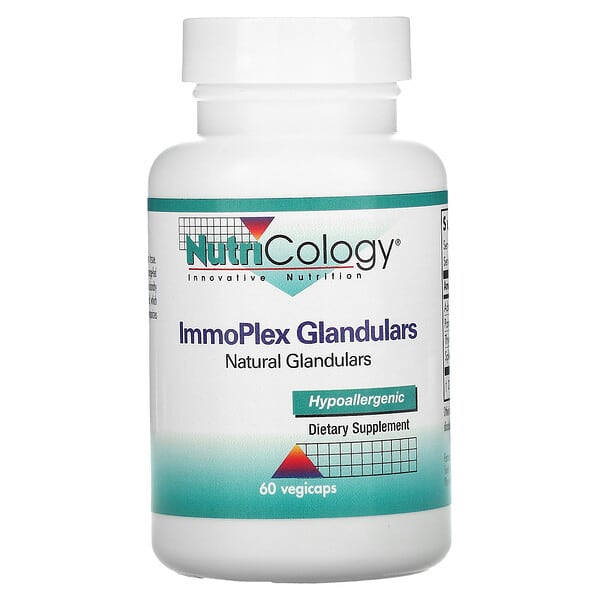 NutriCology®
Innovative Nutrition
ImmoPlex Glandulars
Natural Glandulars
Hypoallergenic
Dietary Supplement
60 vegicaps